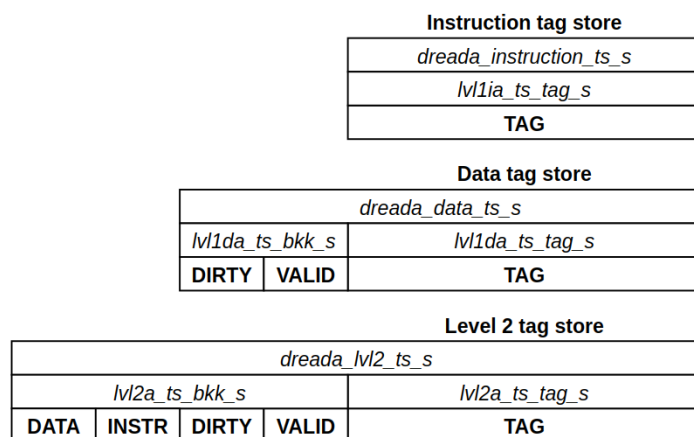 Instruction tag store
dreada_instruction_ts_s
lvl1ia_ts_tag_s
TAG
Data tag store
dreada_data_ts_s
lvl1da_ts_bkk_s lvl1da_ts_tag_s
DIRTY VALID TAG
Level 2 tag store
dreada_lvl2_ts_s
lvl2a_ts_bkk_s lvl2a_ts_tag_s
DATA INSTR DIRTY VALID TAG